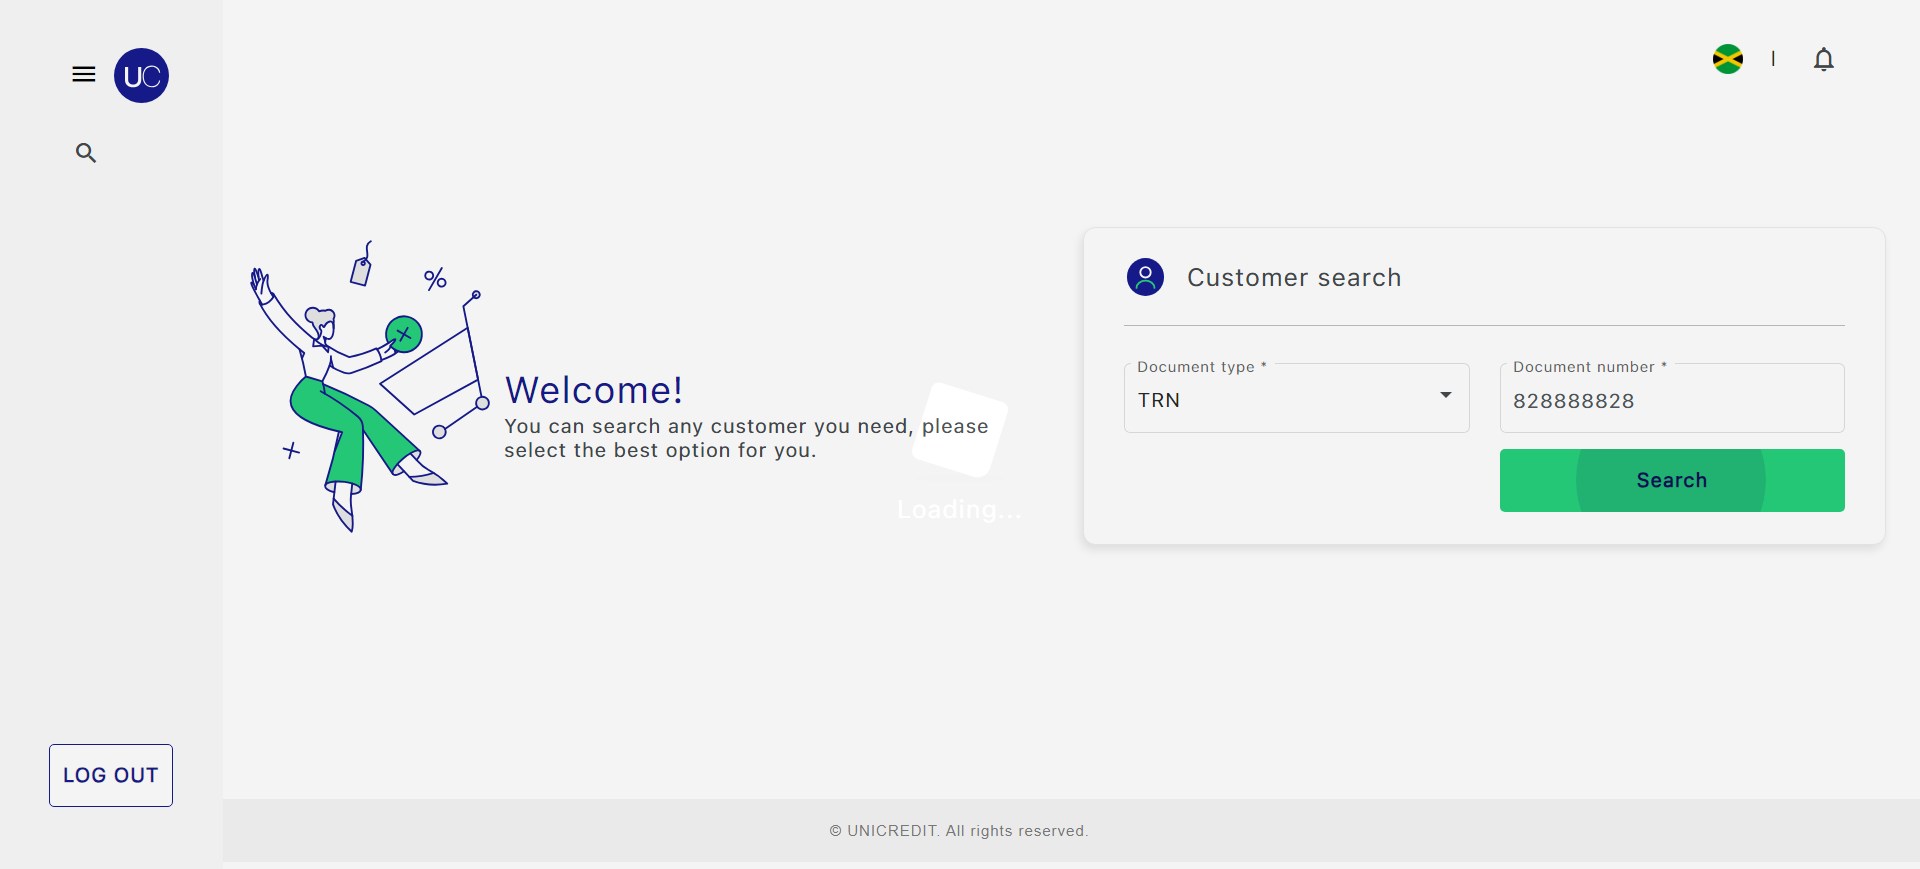 UC
Welcome!
You can search any customer you need, please
select the best option for you.
Loading...
Customer search
Document type *
TRN
Document number *
828888828
Search
LOG OUT
© UNICREDIT. All rights reserved.